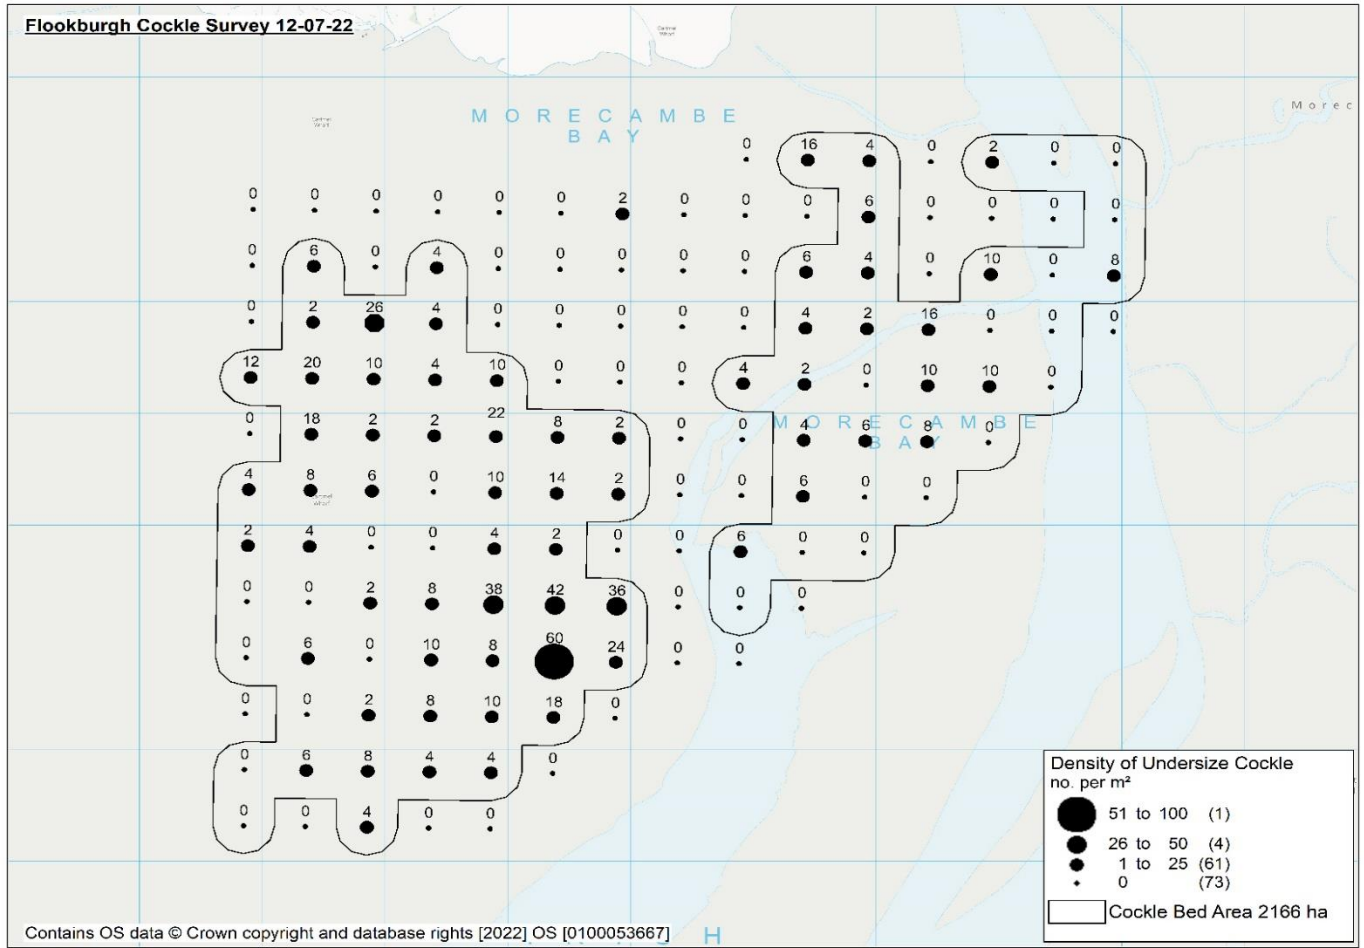 Flookburgh Cockle Survey 12-07-22
Cartmel
Wharf
Morec
Cartmel
Wharf
M O R E C A M B E
B A Y
0 16 4 0 2 0 0
0 0 0 0 0 0 2 0 0 0 6 0 0 0 0
0 6 0 4 0 0 0 0 0 6 4 0 10 0 8
0 2 26 4 0 0 0 0 0 4 2 16 0 0 0
12 20 10 4 10 0 0 0 4 2 0 10 10 0
0 18 2 2 22 8 2 0 0 4 6 8 0
M O R E C A M B E
B A Y
4 8 6 0 10 14 2 0 0 6 0 0
Cartmel
Wharf
2 4 0 0 4 2 0 0 6 0 0
0 0 2 8 38 42 36 0 0 0
0 6 0 10 8 60 24 0 0
0 0 2 8 10 18 0
0 6 8 4 4 0
0 0 4 0 0
Density of Undersize Cockle
no. per m²
51 to 100 (1)
26 to 50 (4)
1 to 25 (61)
0 (73)
Cockle Bed Area 2166 ha
Contains OS data © Crown copyright and database rights [2022] OS [0100053667]
H